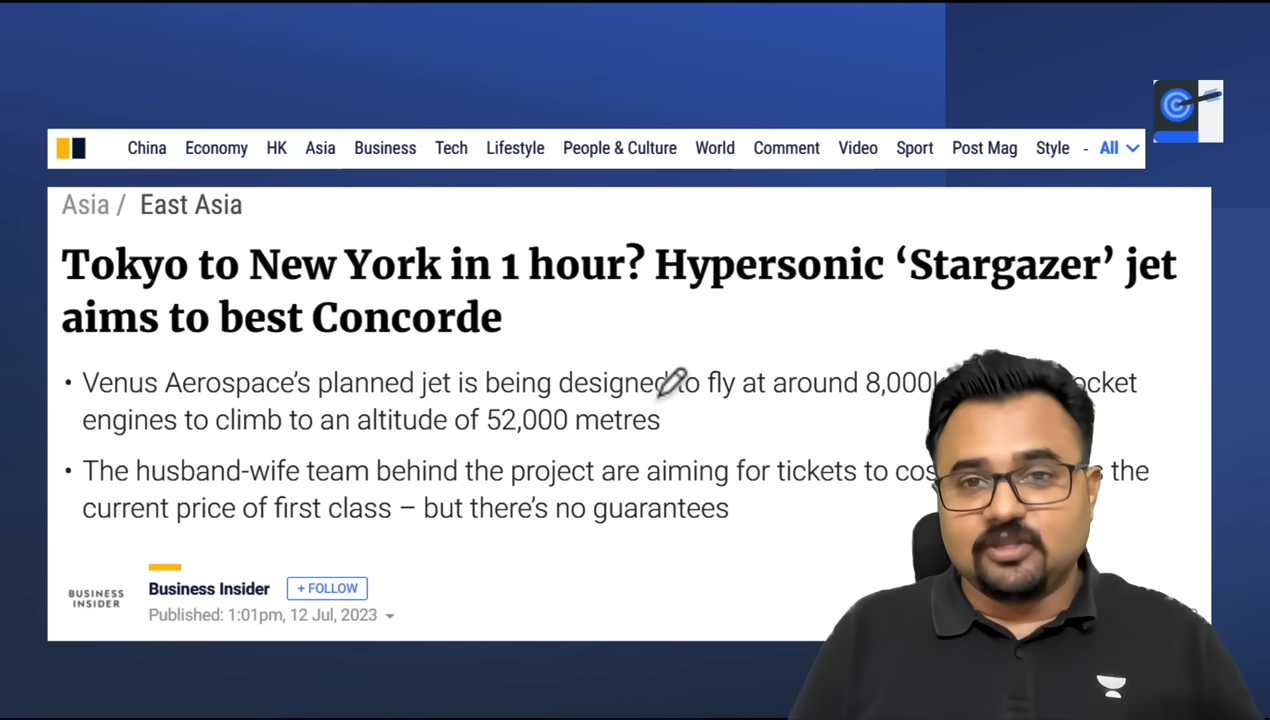 China Economy HK Asia Business Tech Lifestyle People & Culture World Comment Video Sport Post Mag Style - All
Asia / East Asia
Tokyo to New York in 1 hour? Hypersonic ‘Stargazer’ jet
aims to best Concorde
• Venus Aerospace’s planned jet is being designed to fly at around 8,000
engines to climb to an altitude of 52,000 metres
• The husband-wife team behind the project are aiming for tickets to the
current price of first class – but there’s no guarantees
BUSINESS
INSIDER
Business Insider + FOLLOW
Published: 1:01pm, 12 Jul, 2023